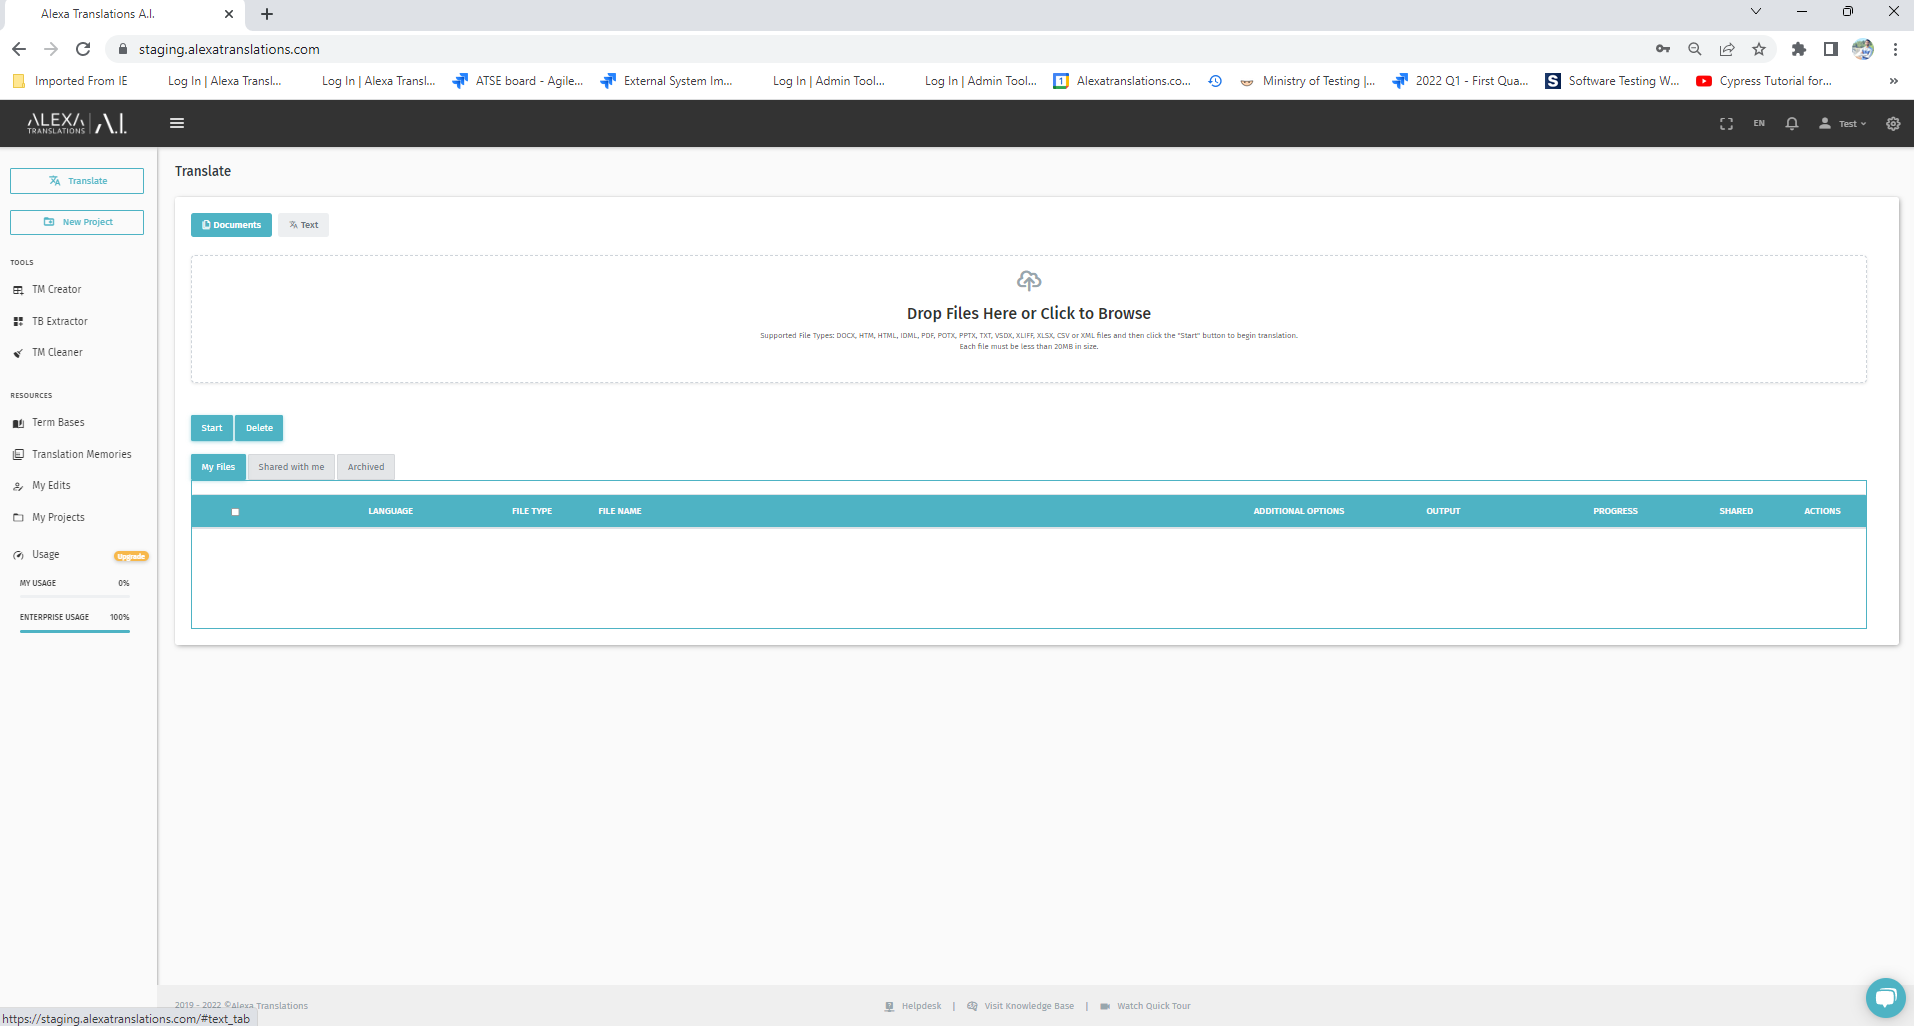 Alexa Translations A.I.
staging.alexatranslations.com
Imported From IE
Log In | Alexa Transl...
Log In | Alexa Transl...
ATSE board - Agile...
External System Im...
Log In | Admin Tool...
Log In | Admin Tool...
1
Alexatranslations.co...
Ministry of Testing |...
2022 Q1 - First Qua...
S
Software Testing W...
Cypress Tutorial for...
»
ALEXA TRANSLATIONS | A.I.
EN
Test
Translate
New Project
TOOLS
TM Creator
TB Extractor
TM Cleaner
RESOURCES
Term Bases
Translation Memories
My Edits
My Projects
Usage
Upgrade
MY USAGE 0%
ENTERPRISE USAGE 100%
Translate
Documents
Text
Drop Files Here or Click to Browse
Supported File Types: DOCX, HTM, HTML, IDML, PDF, POTX, PPTX, TXT, VSDX, XLIFF, XLSX, CSV or XML files and then click the "Start" button to begin translation.
Each file must be less than 20MB in size.
Start
Delete
My Files
Shared with me
Archived
LANGUAGE FILE TYPE FILE NAME ADDITIONAL OPTIONS OUTPUT PROGRESS SHARED ACTIONS
2019 - 2022 ©Alexa Translations
Helpdesk | Visit Knowledge Base | Watch Quick Tour
https://staging.alexatranslations.com/#text_tab